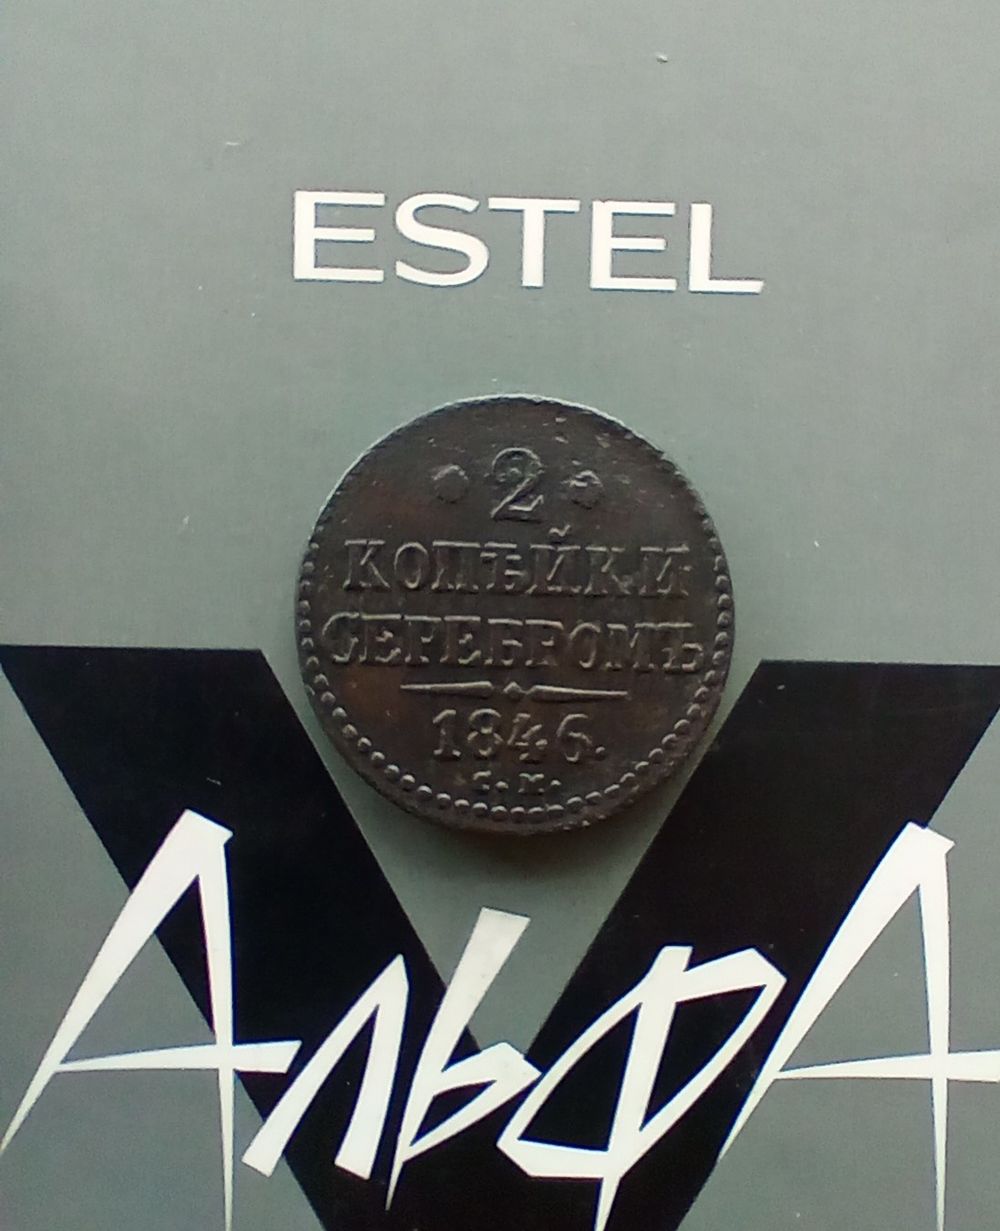 ESTEL
2
КОПѢЙКИ
СЕРЕБРОМЪ
1846.
С. М.
АльфА